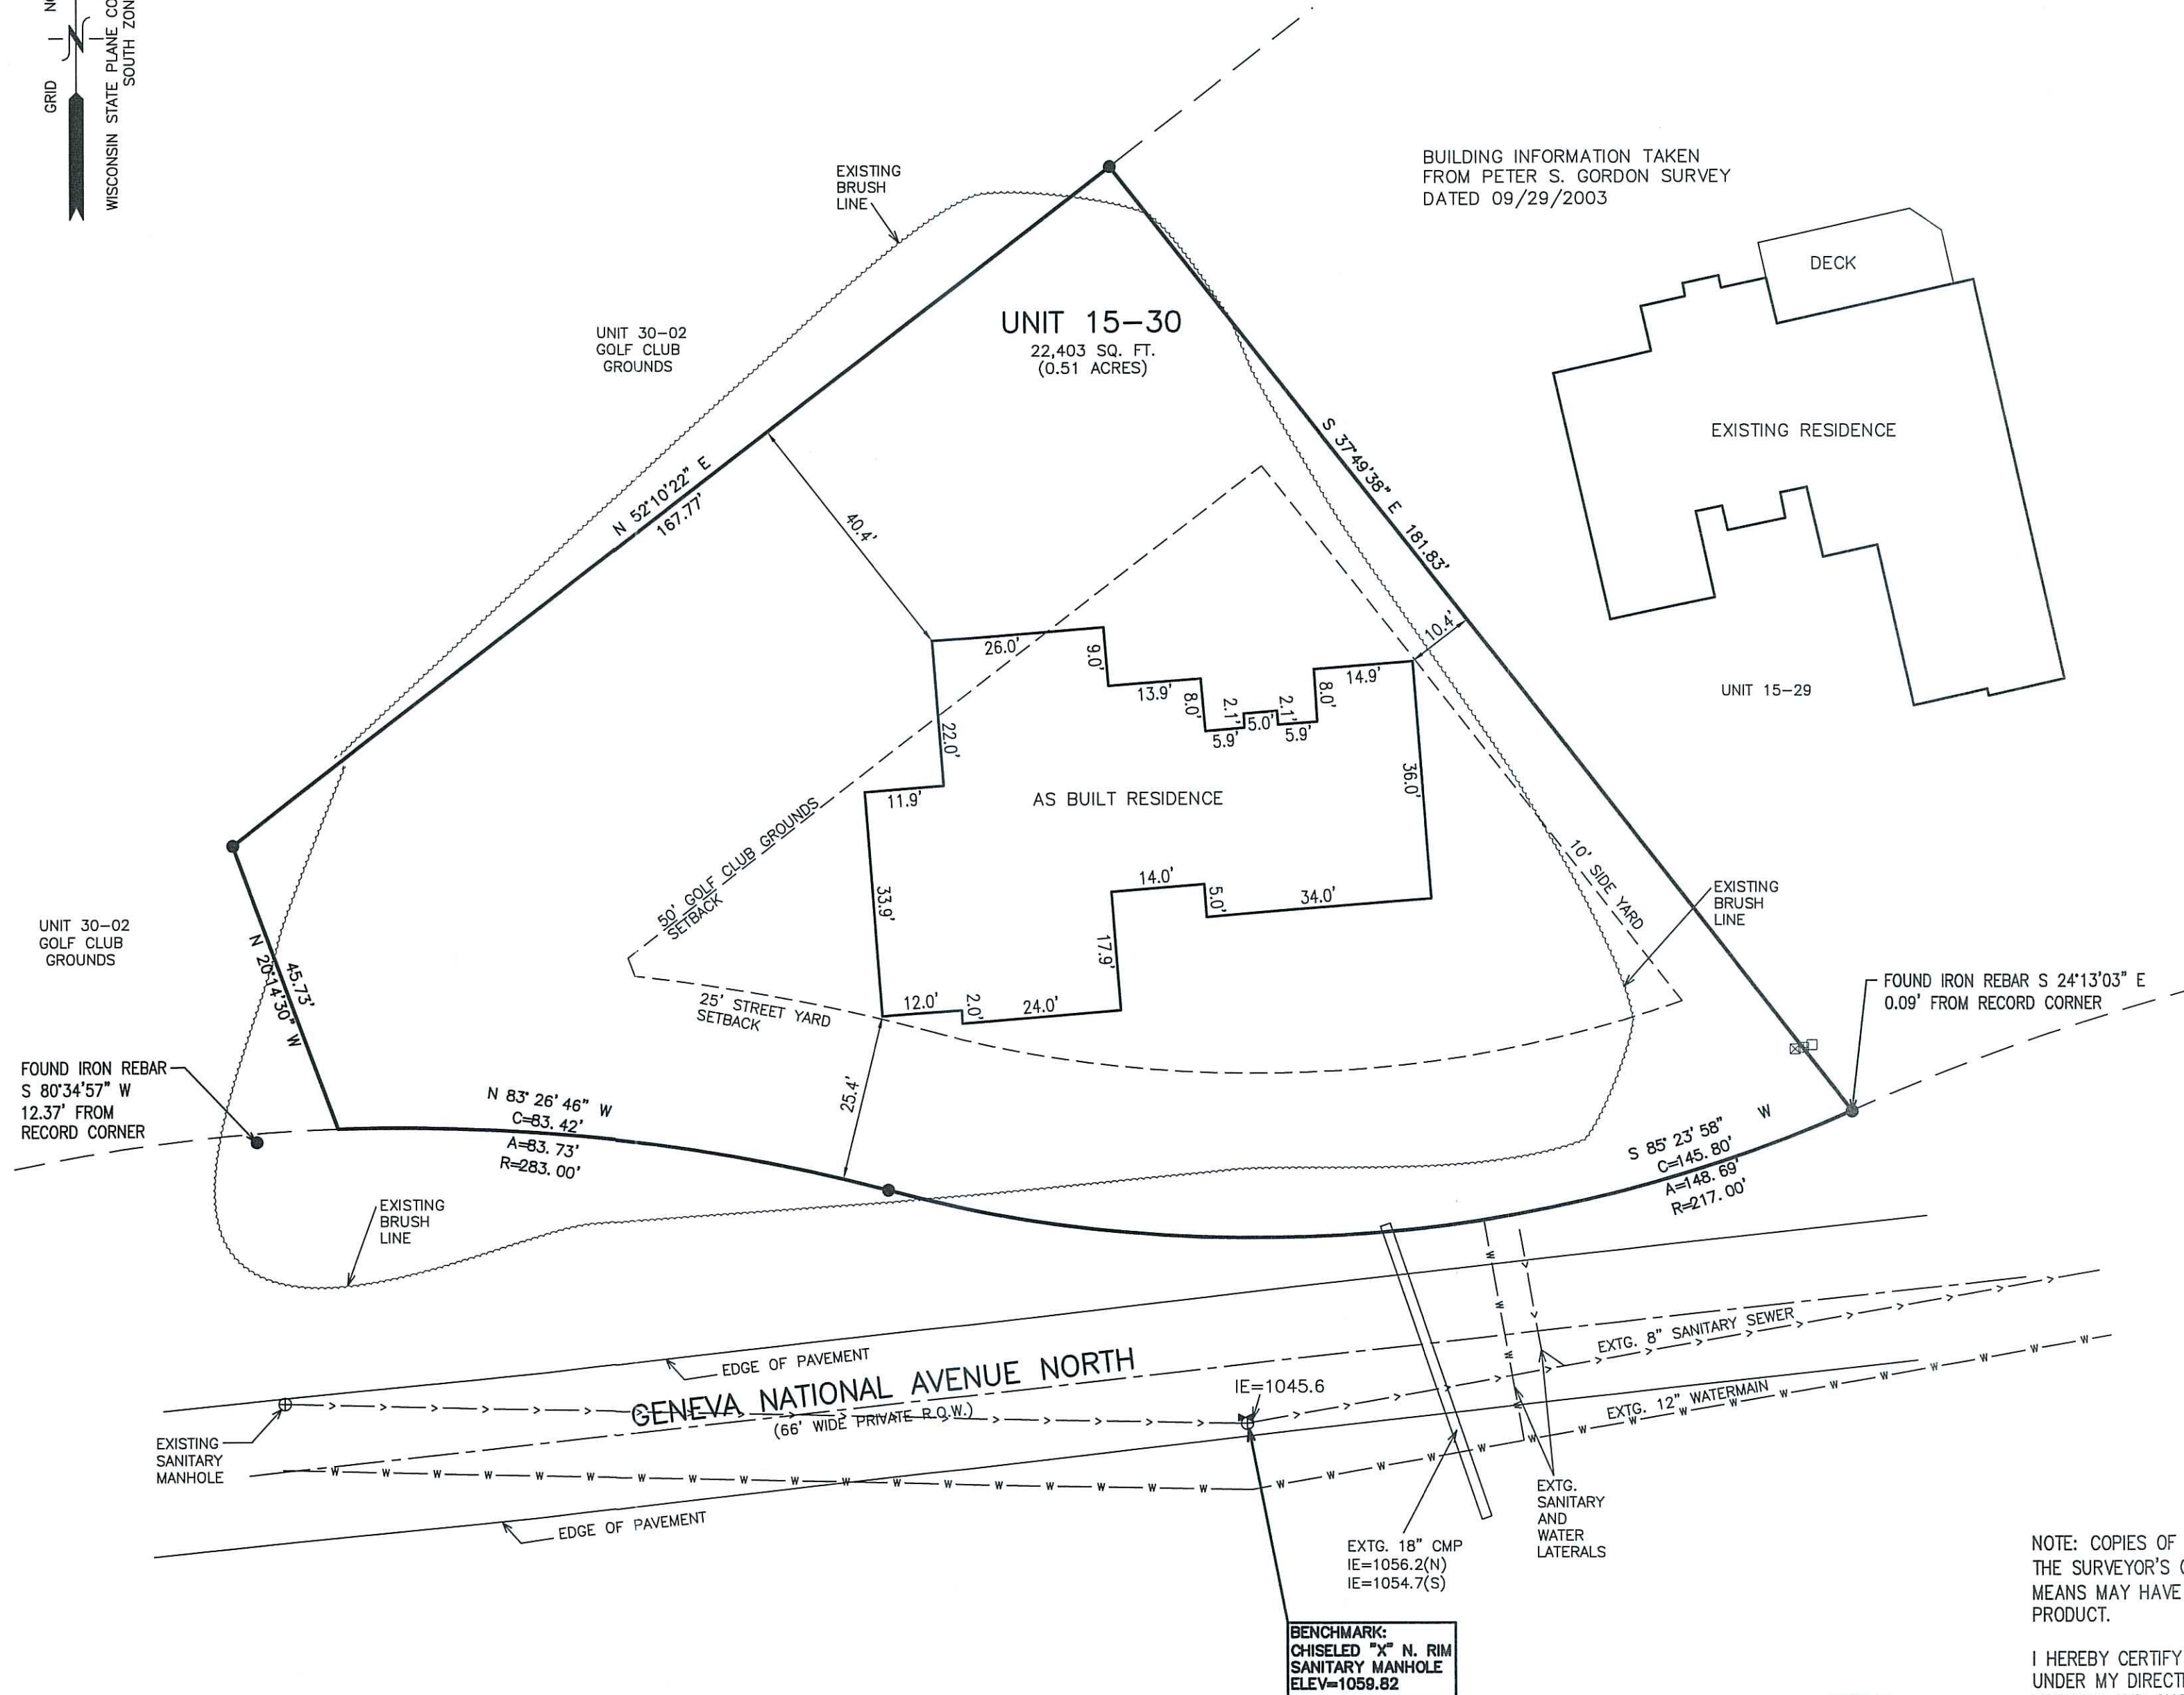 GRID
WISCONSIN STATE PLANE
SOUTH
EXISTING
BRUSH
LINE
BUILDING INFORMATION TAKEN
FROM PETER S. GORDON SURVEY
DATED 09/29/2003
DECK
UNIT 30-02
GOLF CLUB
GROUNDS
UNIT 15-30
22,403 SQ. FT.
(0.51 ACRES)
EXISTING RESIDENCE
UNIT 15-29
N 52°10'22" E
167.77'
S 37°49'38" E 181.83'
40.4'
10.4'
26.0'
9.0'
13.9'
8.0'
5.9'
2.1'
5.0'
2.1'
5.9'
8.0'
14.9'
22.0'
11.9'
36.0'
AS BUILT RESIDENCE
33.9'
14.0'
5.0'
34.0'
17.9'
12.0'
2.0'
24.0'
50' GOLF CLUB GROUNDS
SETBACK
25' STREET YARD
SETBACK
10' SIDE YARD
EXISTING
BRUSH
LINE
UNIT 30-02
GOLF CLUB
GROUNDS
45.73'
N 20°14'30" W
FOUND IRON REBAR S 24°13'03" E
0.09' FROM RECORD CORNER
FOUND IRON REBAR
S 80°34'57" W
12.37' FROM
RECORD CORNER
N 83° 26' 46" W
C=83. 42'
A=83. 73'
R=283. 00'
25.4'
S 85° 23' 58" W
C=145. 80'
A=148. 69'
R=217. 00'
EXISTING
BRUSH
LINE
EDGE OF PAVEMENT
GENEVA NATIONAL AVENUE NORTH
(66' WIDE PRIVATE R.O.W.)
IE=1045.6
EXTG. 8" SANITARY SEWER
EXTG. 12" WATERMAIN
EXISTING
SANITARY
MANHOLE
EDGE OF PAVEMENT
EXTG. 18" CMP
IE=1056.2(N)
IE=1054.7(S)
EXTG.
SANITARY
AND
WATER
LATERALS
BENCHMARK:
CHISELED "X" N. RIM
SANITARY MANHOLE
ELEV=1059.82
NOTE: COPIES OF
THE SURVEYOR'S
MEANS MAY HAVE
PRODUCT.
I HEREBY CERTIFY
UNDER MY